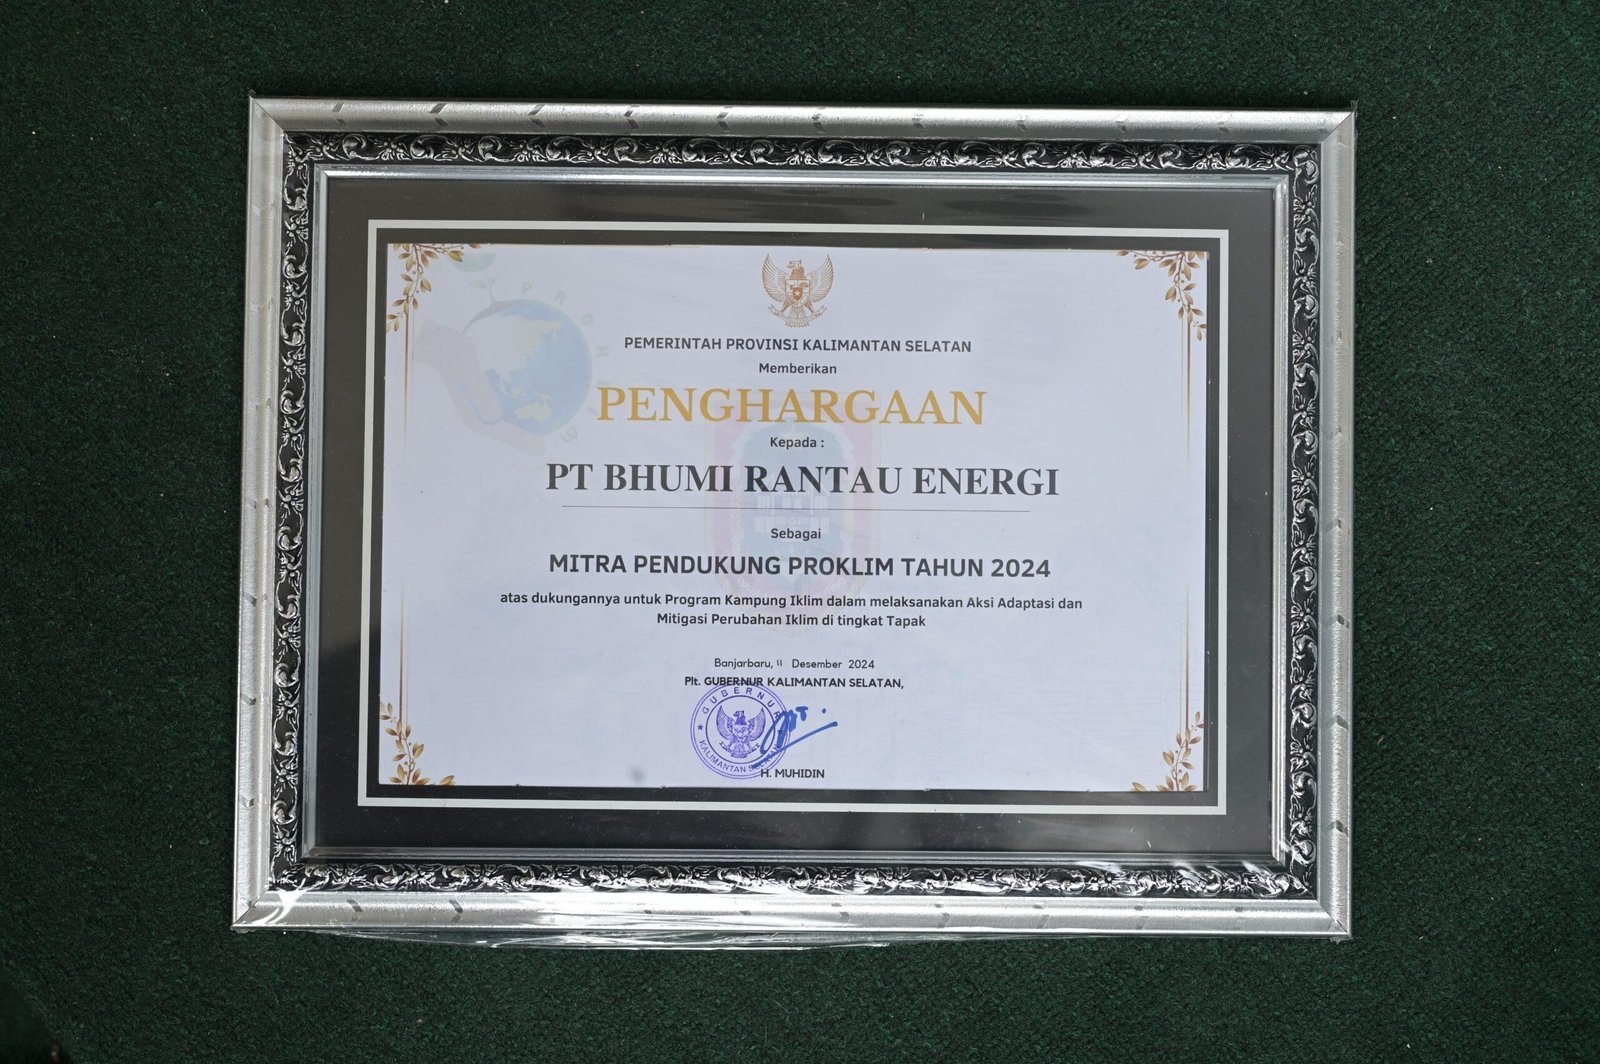 PROKLIM
PEMERINTAH PROVINSI KALIMANTAN SELATAN
Memberikan
PENGHARGAAN
Kepada :
PT BHUMI RANTAU ENERGI
Sebagai
MITRA PENDUKUNG PROKLIM TAHUN 2024
atas dukungannya untuk Program Kampung Iklim dalam melaksanakan Aksi Adaptasi dan
Mitigasi Perubahan Iklim di tingkat Tapak
Banjarbaru, 11 Desember 2024
Plt. GUBERNUR KALIMANTAN SELATAN,
GUBERNUR
KALIMANTAN SELATAN
H. MUHIDIN